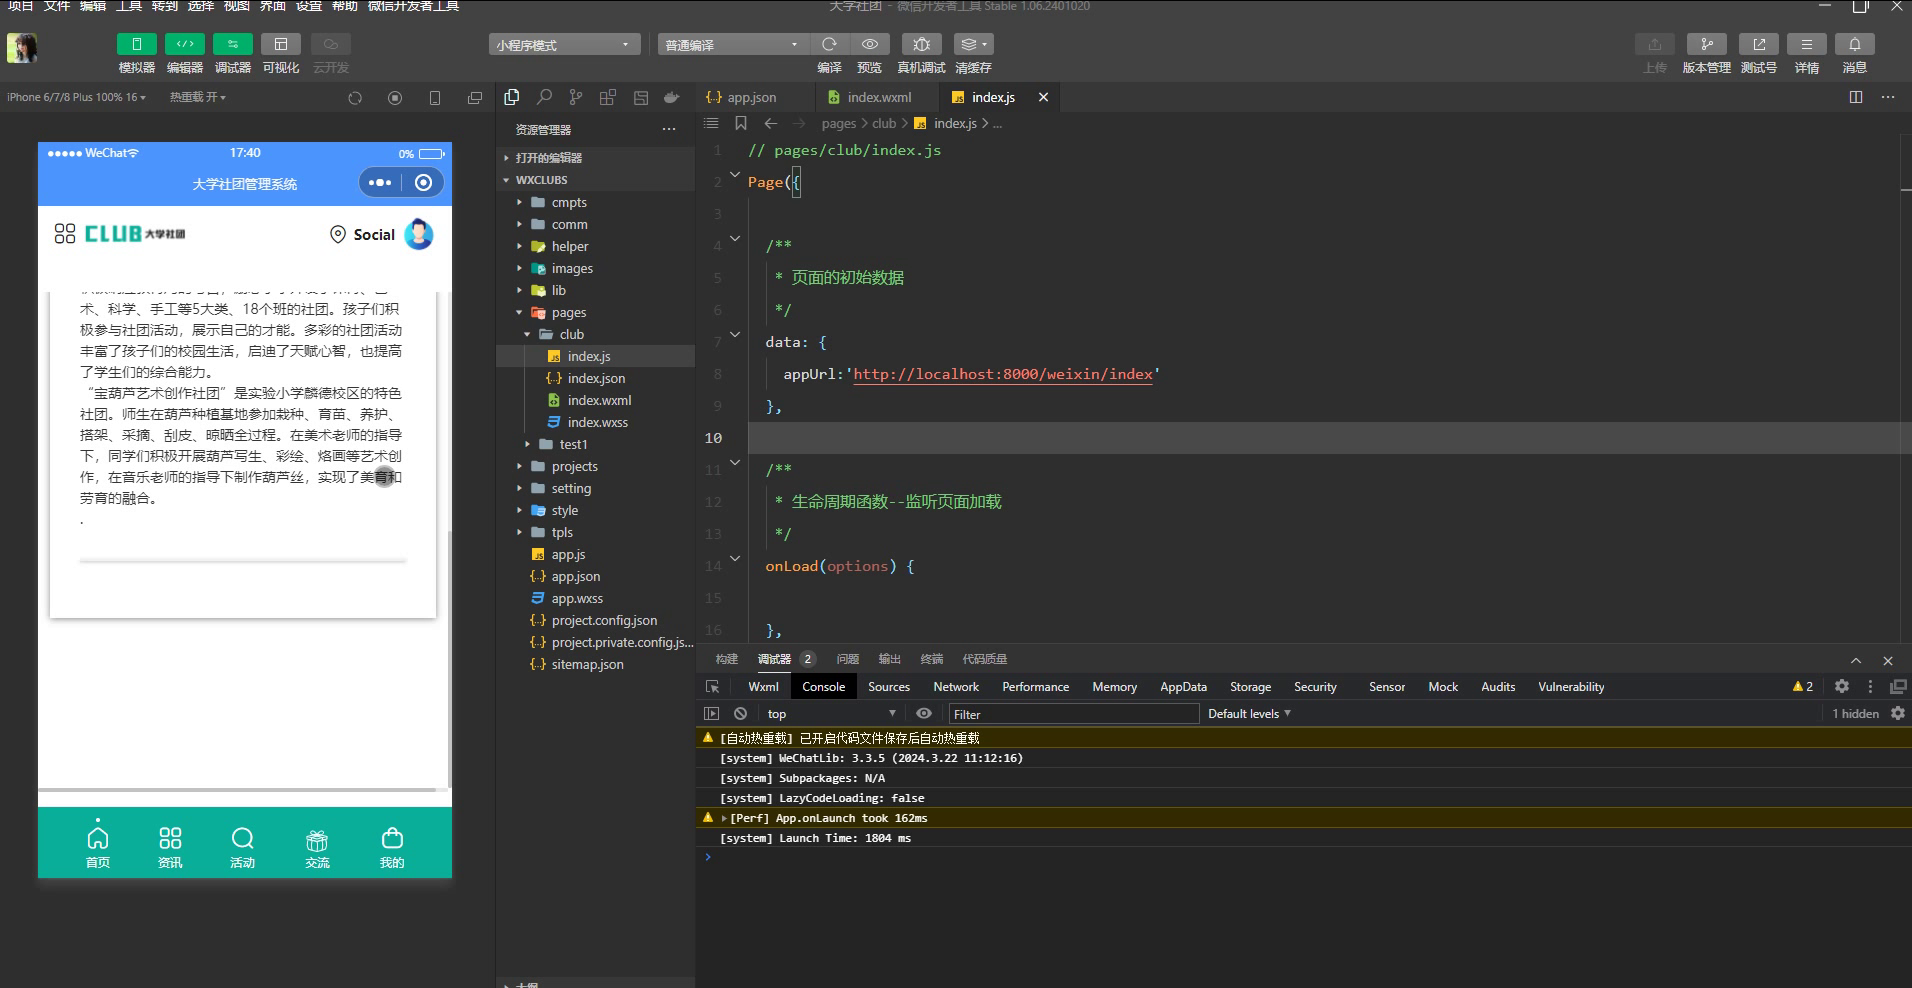 项目 文件 编辑 工具 转到 选择 视图 界面 设置 帮助 微信开发者工具
大学社团 - 微信开发者工具 Stable 1.06.2401020
模拟器 编辑器 调试器 可视化 云开发
小程序模式
普通编译
编译 预览 真机调试 清缓存
上传 版本管理 测试号 详情 消息
iPhone 6/7/8 Plus 100% 16
热重载 开
WeChat
17:40
0%
大学社团管理系统
CLUB 大学社团
Social
术、科学、手工等5大类、18个班的社团。孩子们积
极参与社团活动，展示自己的才能。多彩的社团活动
丰富了孩子们的校园生活，启迪了天赋心智，也提高
了学生们的综合能力。
“宝葫芦艺术创作社团”是实验小学麟德校区的特色
社团。师生在葫芦种植基地参加栽种、育苗、养护、
搭架、采摘、刮皮、晾晒全过程。在美术老师的指导
下，同学们积极开展葫芦写生、彩绘、烙画等艺术创
作，在音乐老师的指导下制作葫芦丝，实现了美育和
劳育的融合。
.
首页 资讯 活动 交流 我的
资源管理器
打开的编辑器
WXCLUBS
cmpts
comm
helper
images
lib
pages
club
index.js
index.json
index.wxml
index.wxss
test1
projects
setting
style
tpls
app.js
app.json
app.wxss
project.config.json
project.private.config.js...
sitemap.json
app.json index.wxml index.js
pages > club > index.js > ...
1 // pages/club/index.js
2 Page({
3
4 /**
5 * 页面的初始数据
6 */
7 data: {
8 appUrl:'http://localhost:8000/weixin/index'
9 },
10
11 /**
12 * 生命周期函数--监听页面加载
13 */
14 onLoad(options) {
15
16 },
构建 调试器 2 问题 输出 终端 代码质量
Wxml Console Sources Network Performance Memory AppData Storage Security Sensor Mock Audits Vulnerability 2
top Filter Default levels 1 hidden
[自动热重载] 已开启代码文件保存后自动热重载
[system] WeChatLib: 3.3.5 (2024.3.22 11:12:16)
[system] Subpackages: N/A
[system] LazyCodeLoading: false
[Perf] App.onLaunch took 162ms
[system] Launch Time: 1804 ms